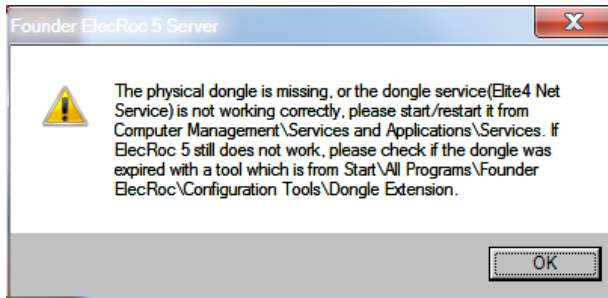 Founder ElecRoc 5 Server
The physical dongle is missing, or the dongle service(Elite4 Net
Service) is not working correctly, please start/restart it from
Computer Management\Services and Applications\Services. If
ElecRoc 5 still does not work, please check if the dongle was
expired with a tool which is from Start\All Programs\Founder
ElecRoc\Configuration Tools\Dongle Extension.
OK